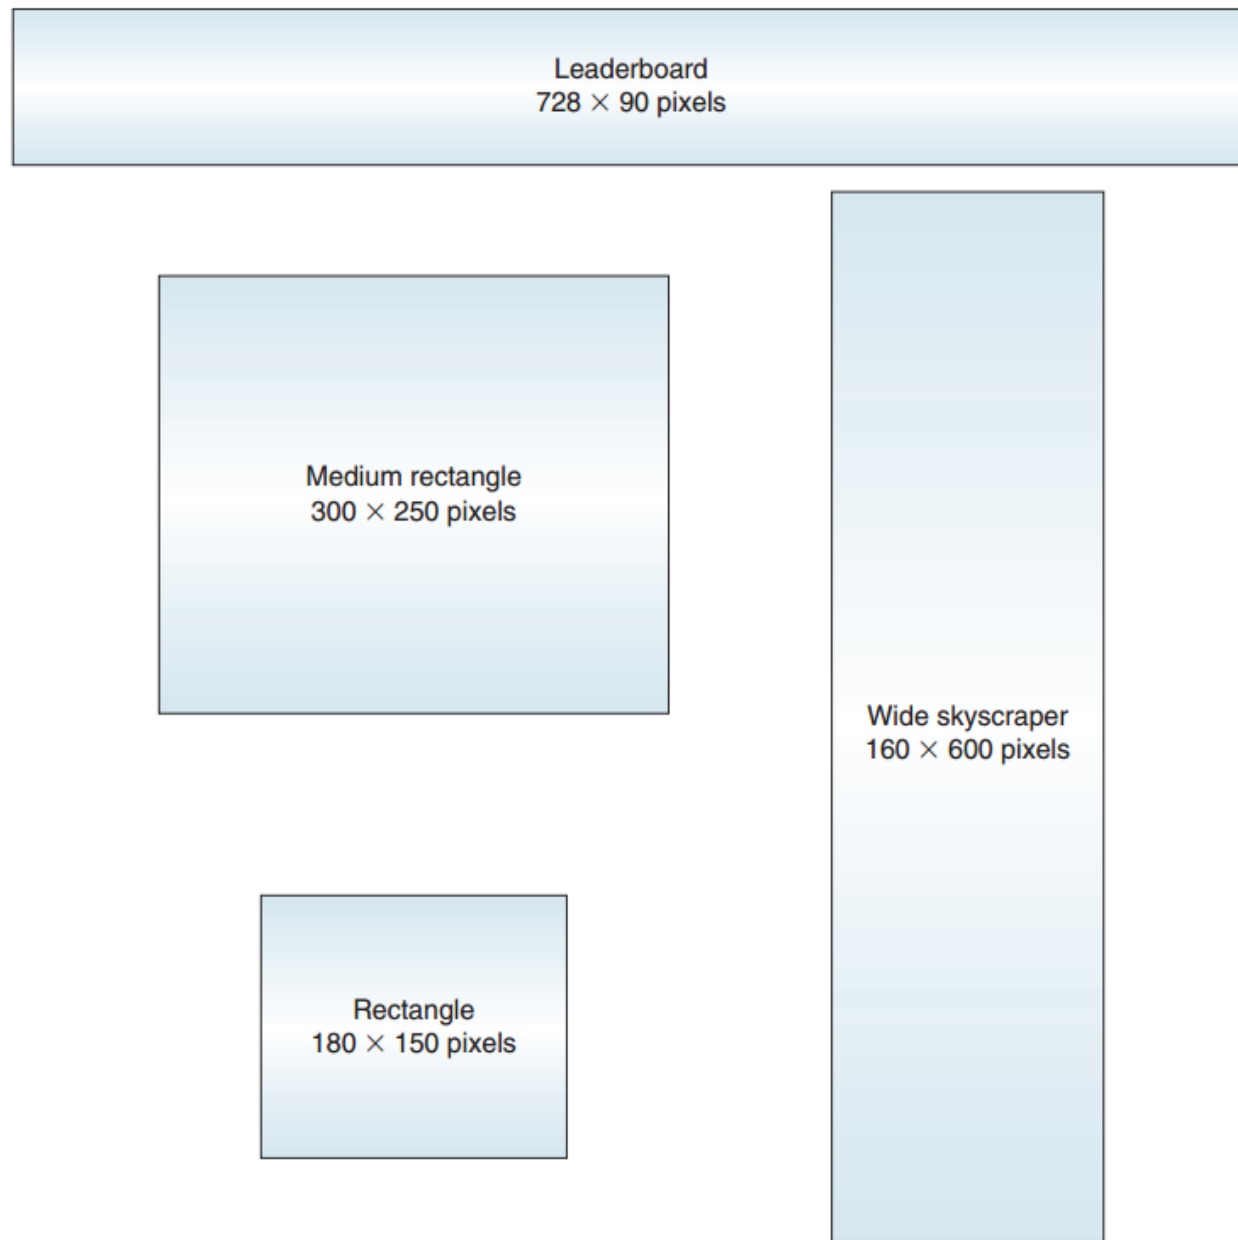 Leaderboard
728 × 90 pixels
Medium rectangle
300 × 250 pixels
Wide skyscraper
160 × 600 pixels
Rectangle
180 × 150 pixels